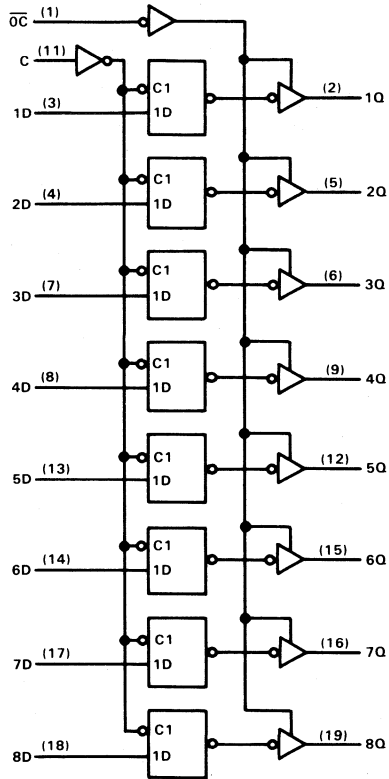 OC (1)
C (11)
C1 (2)
1D (3) 1D 1Q
C1 (5)
2D (4) 1D 2Q
C1 (6)
3D (7) 1D 3Q
C1 (9)
4D (8) 1D 4Q
C1 (12)
5D (13) 1D 5Q
C1 (15)
6D (14) 1D 6Q
C1 (16)
7D (17) 1D 7Q
C1 (19)
8D (18) 1D 8Q